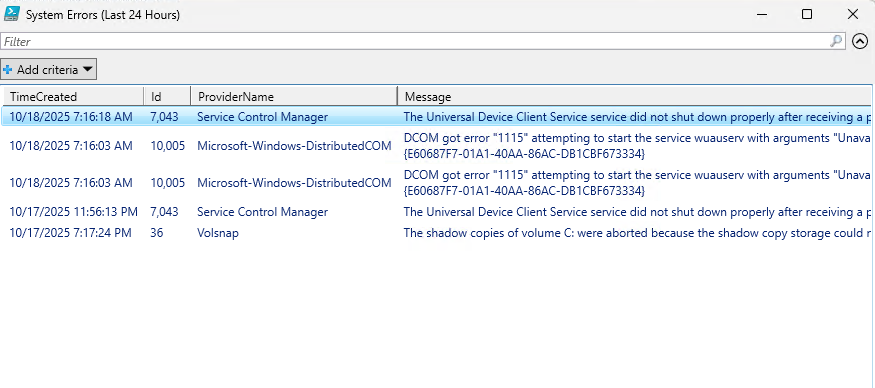 System Errors (Last 24 Hours)
Filter
Add criteria
TimeCreated Id ProviderName Message
10/18/2025 7:16:18 AM 7,043 Service Control Manager The Universal Device Client Service service did not shut down properly after receiving a
10/18/2025 7:16:03 AM 10,005 Microsoft-Windows-DistributedCOM DCOM got error "1115" attempting to start the service wuauserv with arguments "Unava
{E60687F7-01A1-40AA-86AC-DB1CBF673334}
10/18/2025 7:16:03 AM 10,005 Microsoft-Windows-DistributedCOM DCOM got error "1115" attempting to start the service wuauserv with arguments "Unava
{E60687F7-01A1-40AA-86AC-DB1CBF673334}
10/17/2025 11:56:13 PM 7,043 Service Control Manager The Universal Device Client Service service did not shut down properly after receiving a
10/17/2025 7:17:24 PM 36 Volsnap The shadow copies of volume C: were aborted because the shadow copy storage could